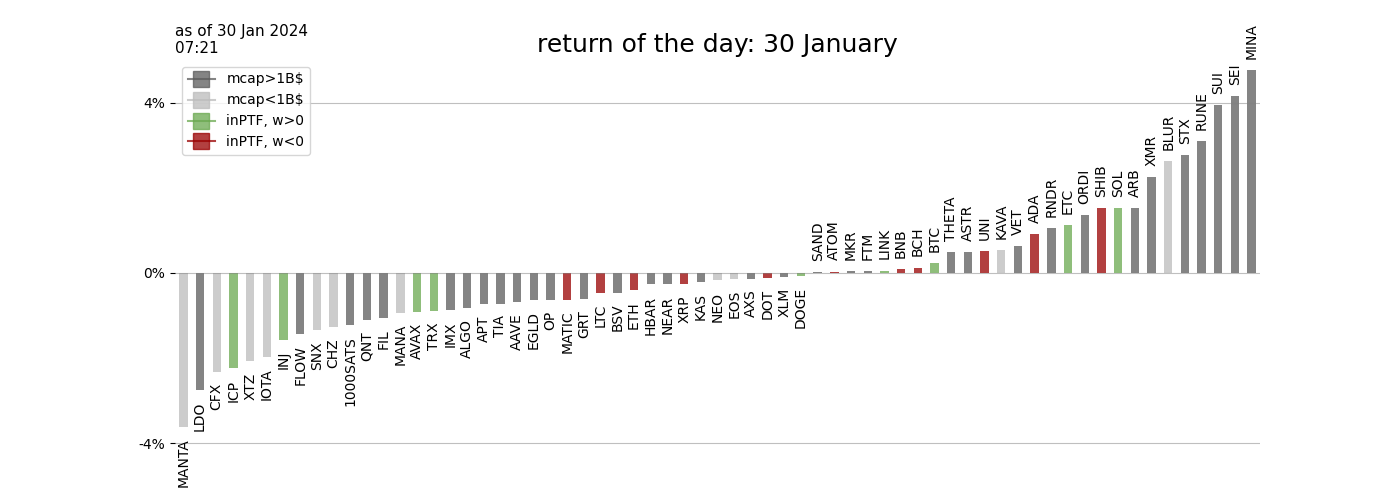 as of 30 Jan 2024
07:21
return of the day: 30 January
mcap>1B$
mcap<1B$
inPTF, w>0
inPTF, w<0
4%
0%
-4%
MANTA
LDO
CFX
ICP
XTZ
IOTA
INJ
FLOW
SNX
CHZ
1000SATS
QNT
FIL
MANA
AVAX
TRX
IMX
ALGO
APT
TIA
AAVE
EGLD
OP
MATIC
GRT
LTC
BSV
ETH
HBAR
NEAR
XRP
KAS
NEO
EOS
AXS
DOT
XLM
DOGE
SAND
ATOM
MKR
FTM
LINK
BNB
BCH
BTC
THETA
ASTR
UNI
KAVA
VET
ADA
RNDR
ETC
ORDI
SHIB
SOL
ARB
XMR
BLUR
STX
RUNE
SUI
SEI
MINA